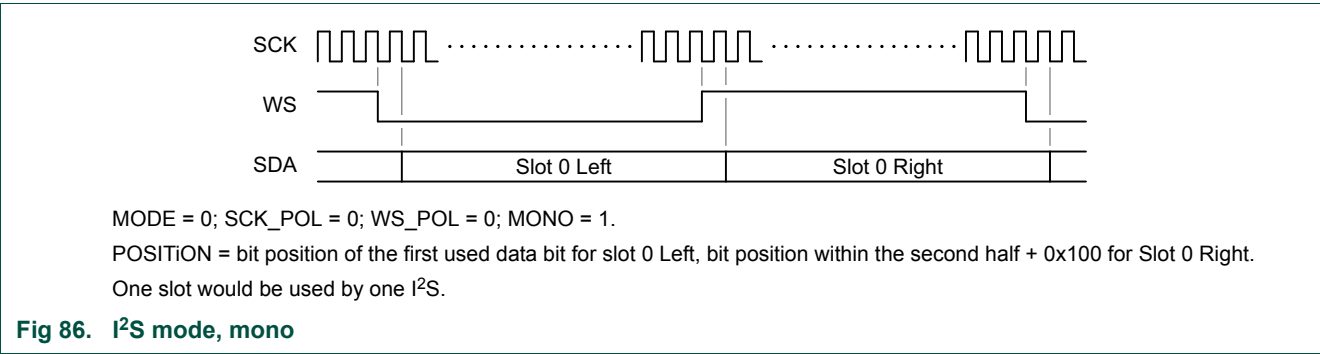 SCK
WS
SDA Slot 0 Left Slot 0 Right
MODE = 0; SCK_POL = 0; WS_POL = 0; MONO = 1.
POSITiON = bit position of the first used data bit for slot 0 Left, bit position within the second half + 0x100 for Slot 0 Right.
One slot would be used by one I²S.
Fig 86. I²S mode, mono